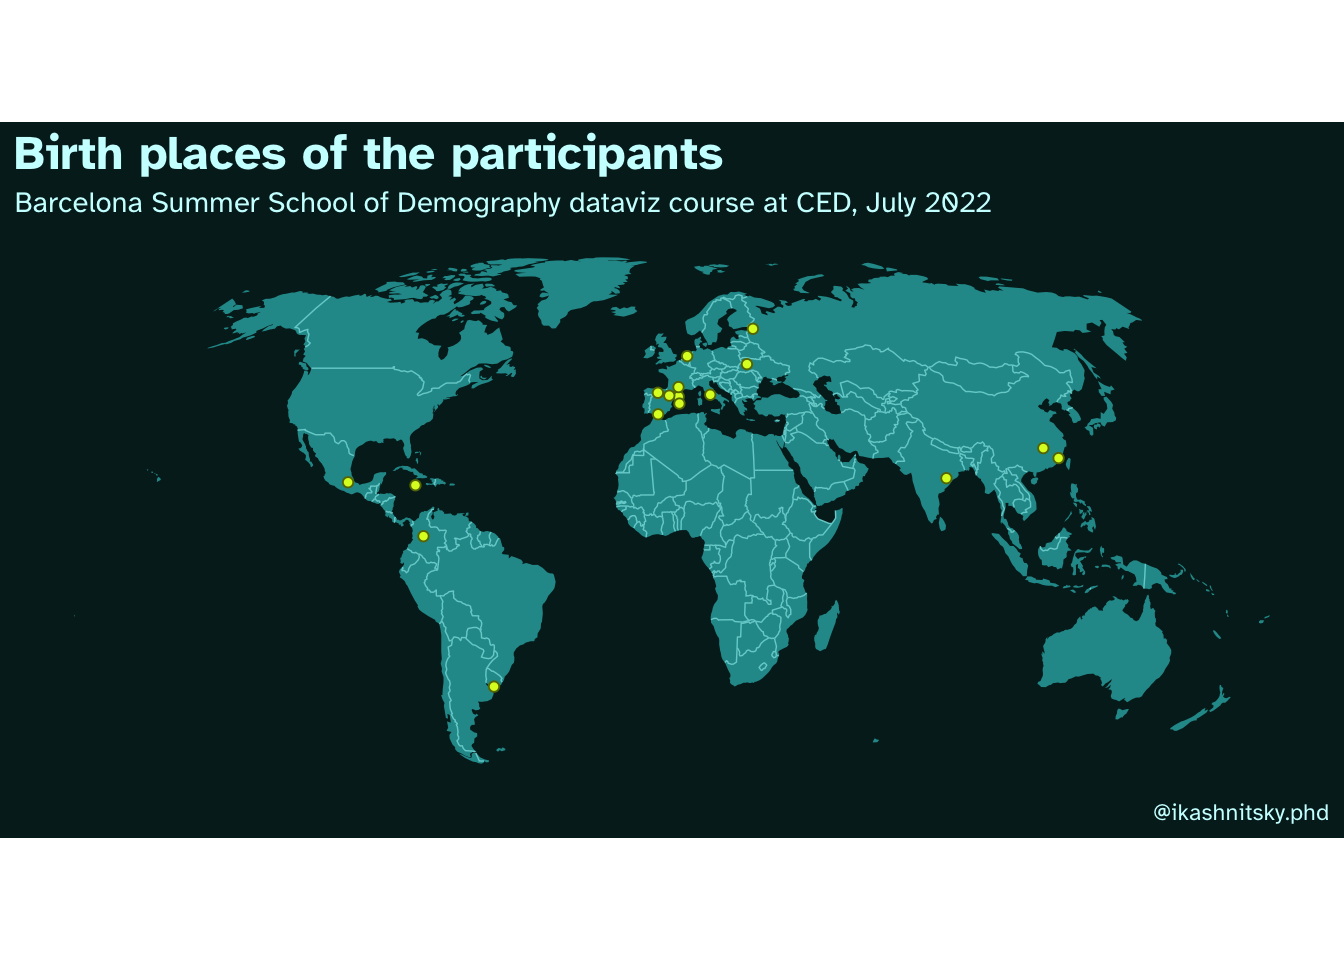 Birth places of the participants
Barcelona Summer School of Demography dataviz course at CED, July 2022
@ikashnitsky.phd